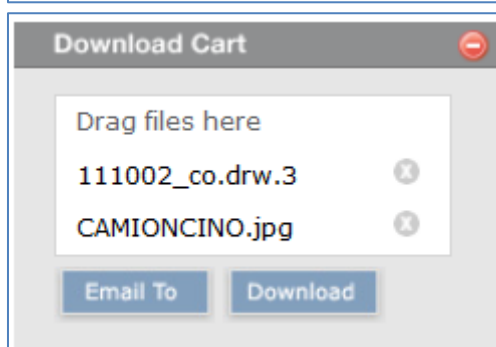 Download Cart
Drag files here
111002_co.drw.3
CAMIONCINO.jpg
Email To
Download